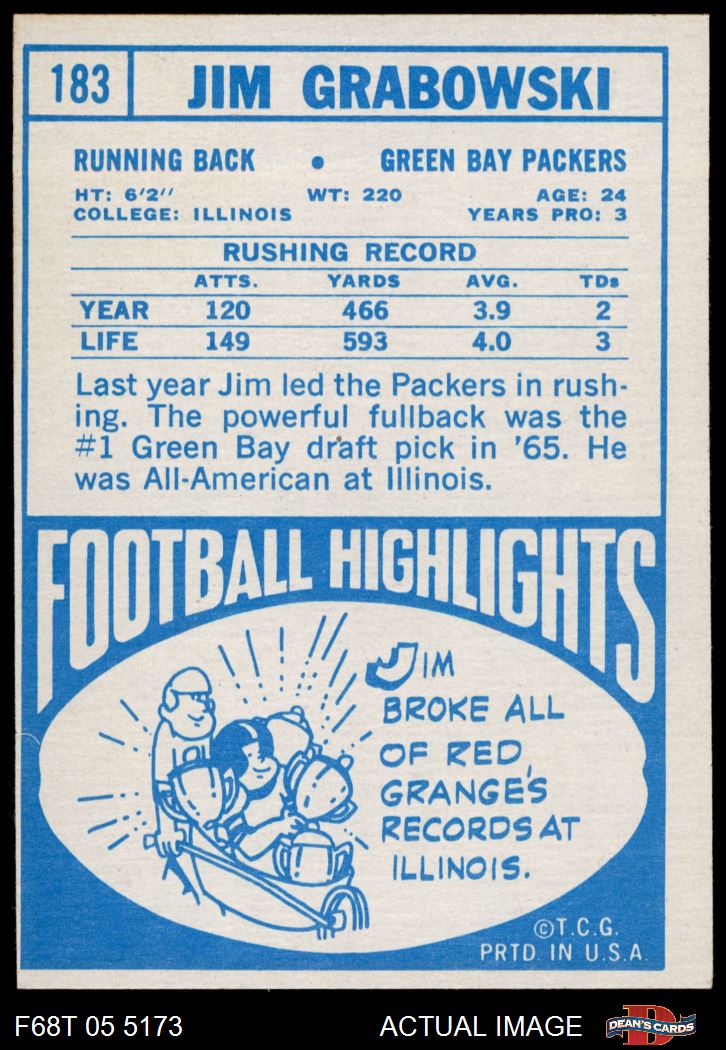 183 JIM GRABOWSKI
RUNNING BACK • GREEN BAY PACKERS
HT: 6'2" WT: 220 AGE: 24
COLLEGE: ILLINOIS YEARS PRO: 3
RUSHING RECORD
ATTS. YARDS AVG. TDs
YEAR 120 466 3.9 2
LIFE 149 593 4.0 3
Last year Jim led the Packers in rush-
ing. The powerful fullback was the
#1 Green Bay draft pick in '65. He
was All-American at Illinois.
FOOTBALL HIGHLIGHTS
JIM
BROKE ALL
OF RED
GRANGE'S
RECORDS AT
ILLINOIS.
©T.C.G.
PRTD. IN U.S.A.
F68T 05 5173 ACTUAL IMAGE D DEAN'S CARDS